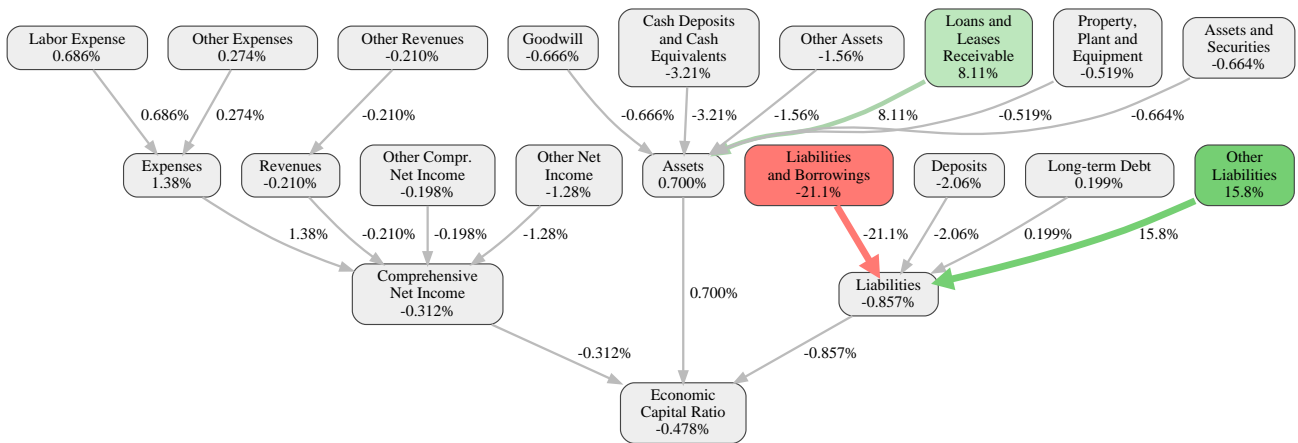 Labor Expense
0.686%
Other Expenses
0.274%
Other Revenues
-0.210%
Goodwill
-0.666%
Cash Deposits
and Cash
Equivalents
-3.21%
Other Assets
-1.56%
Loans and
Leases
Receivable
8.11%
Property,
Plant and
Equipment
-0.519%
Assets and
Securities
-0.664%
0.686%
0.274%
-0.210%
-0.666%
-3.21%
-1.56%
8.11%
-0.519%
-0.664%
Expenses
1.38%
Revenues
-0.210%
Other Compr.
Net Income
-0.198%
Other Net
Income
-1.28%
Assets
0.700%
Liabilities
and Borrowings
-21.1%
Deposits
-2.06%
Long-term Debt
0.199%
Other
Liabilities
15.8%
1.38%
-0.210%
-0.198%
-1.28%
-21.1%
-2.06%
0.199%
15.8%
Comprehensive
Net Income
-0.312%
0.700%
Liabilities
-0.857%
-0.312%
-0.857%
Economic
Capital Ratio
-0.478%